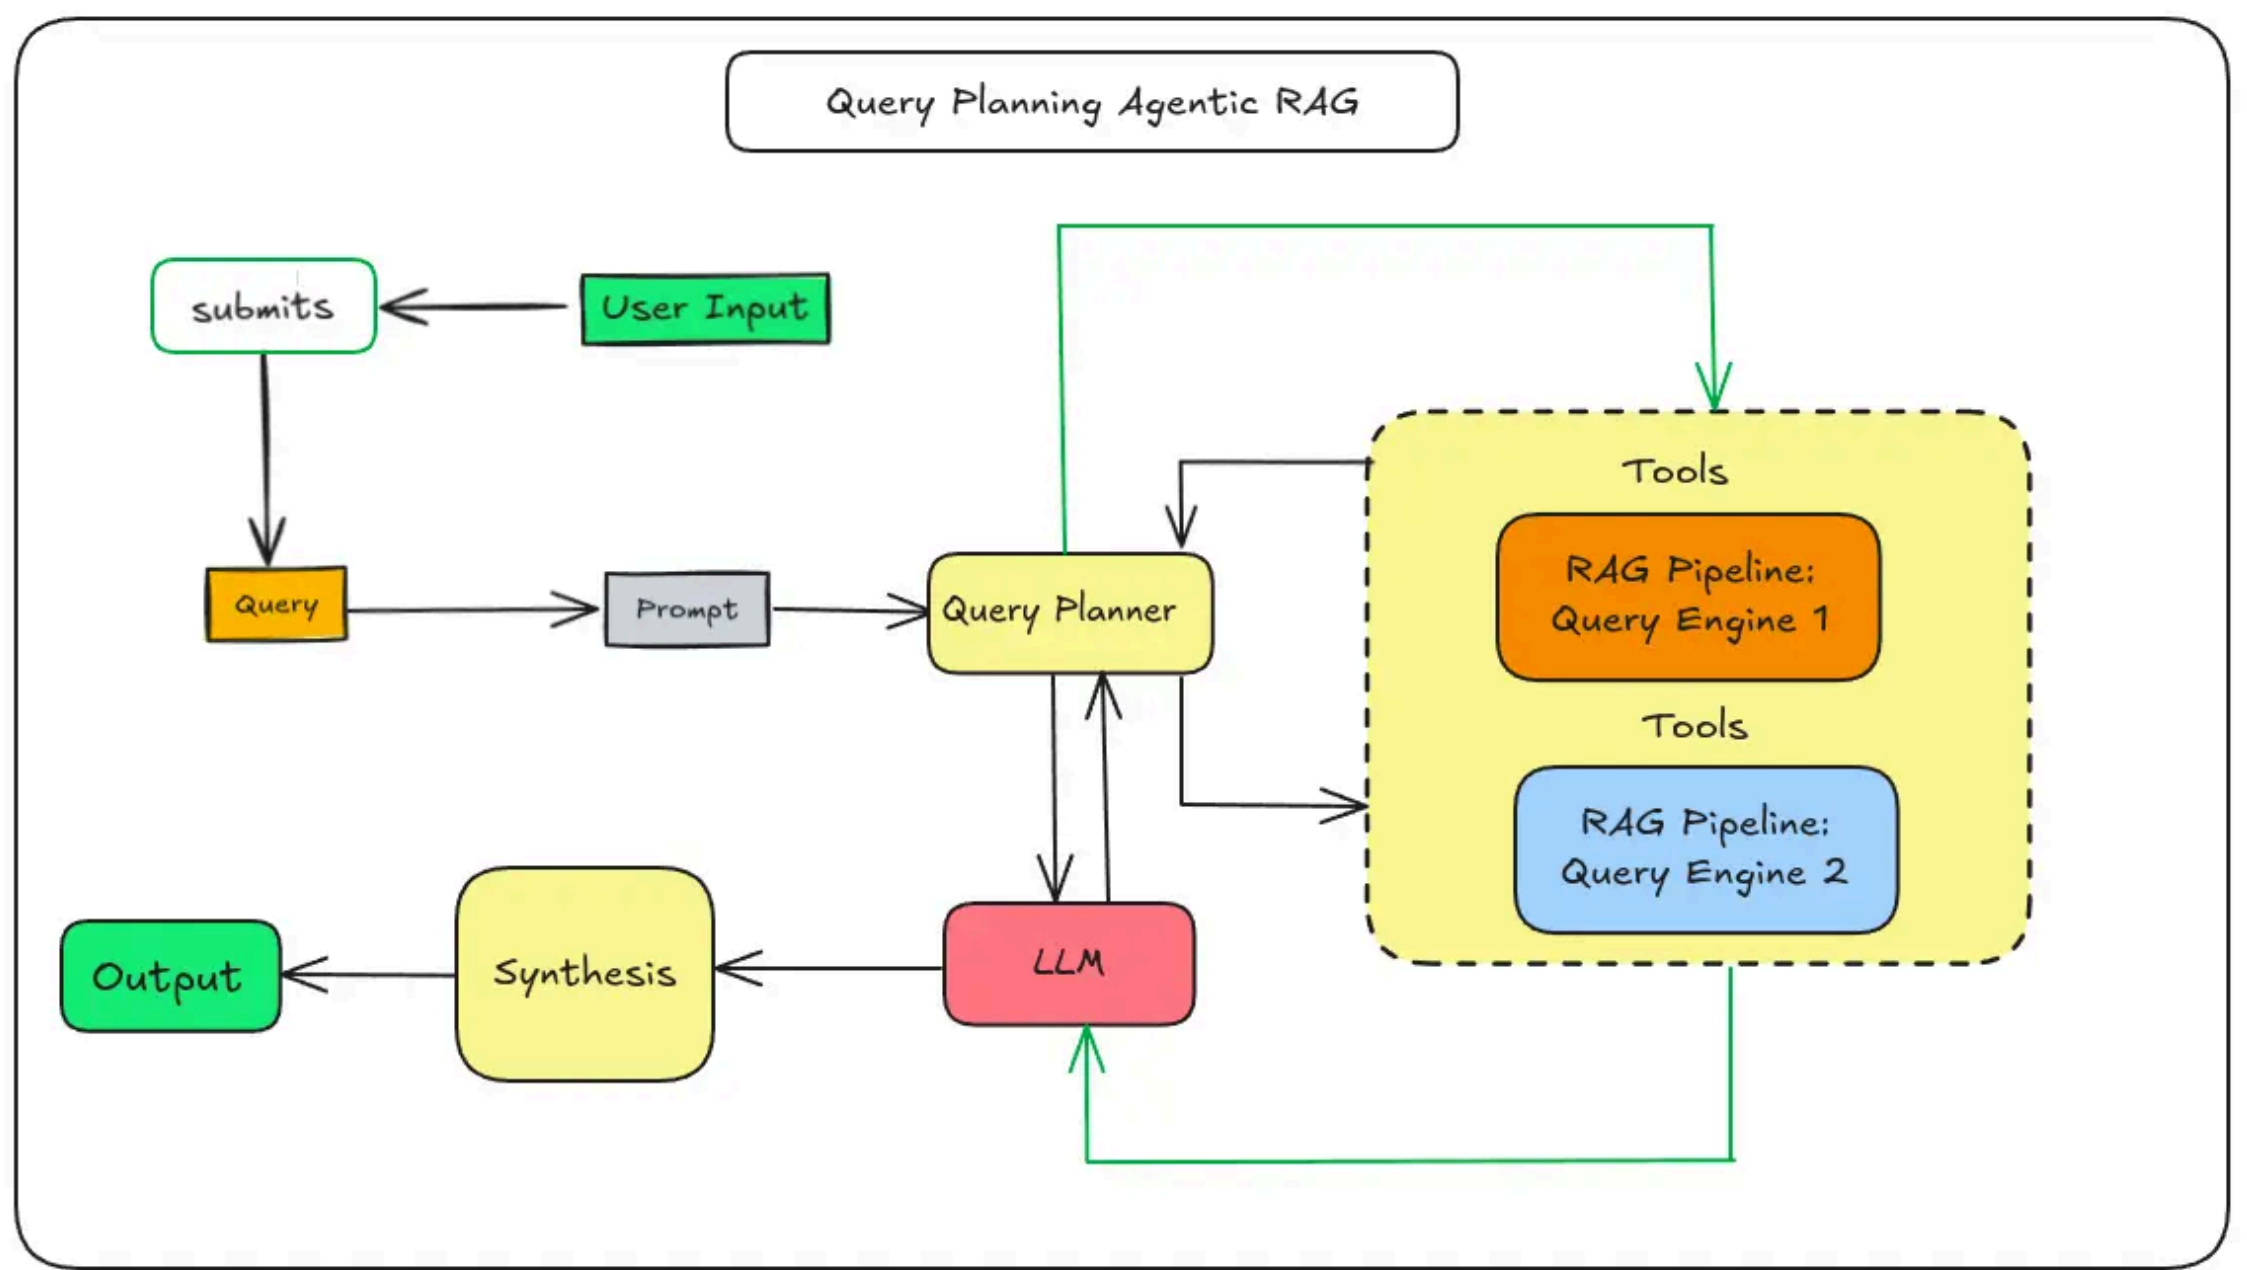 Query Planning Agentic RAG
submits
User Input
Query
Prompt
Query Planner
Tools
RAG Pipeline:
Query Engine 1
Tools
RAG Pipeline:
Query Engine 2
Output
Synthesis
LLM